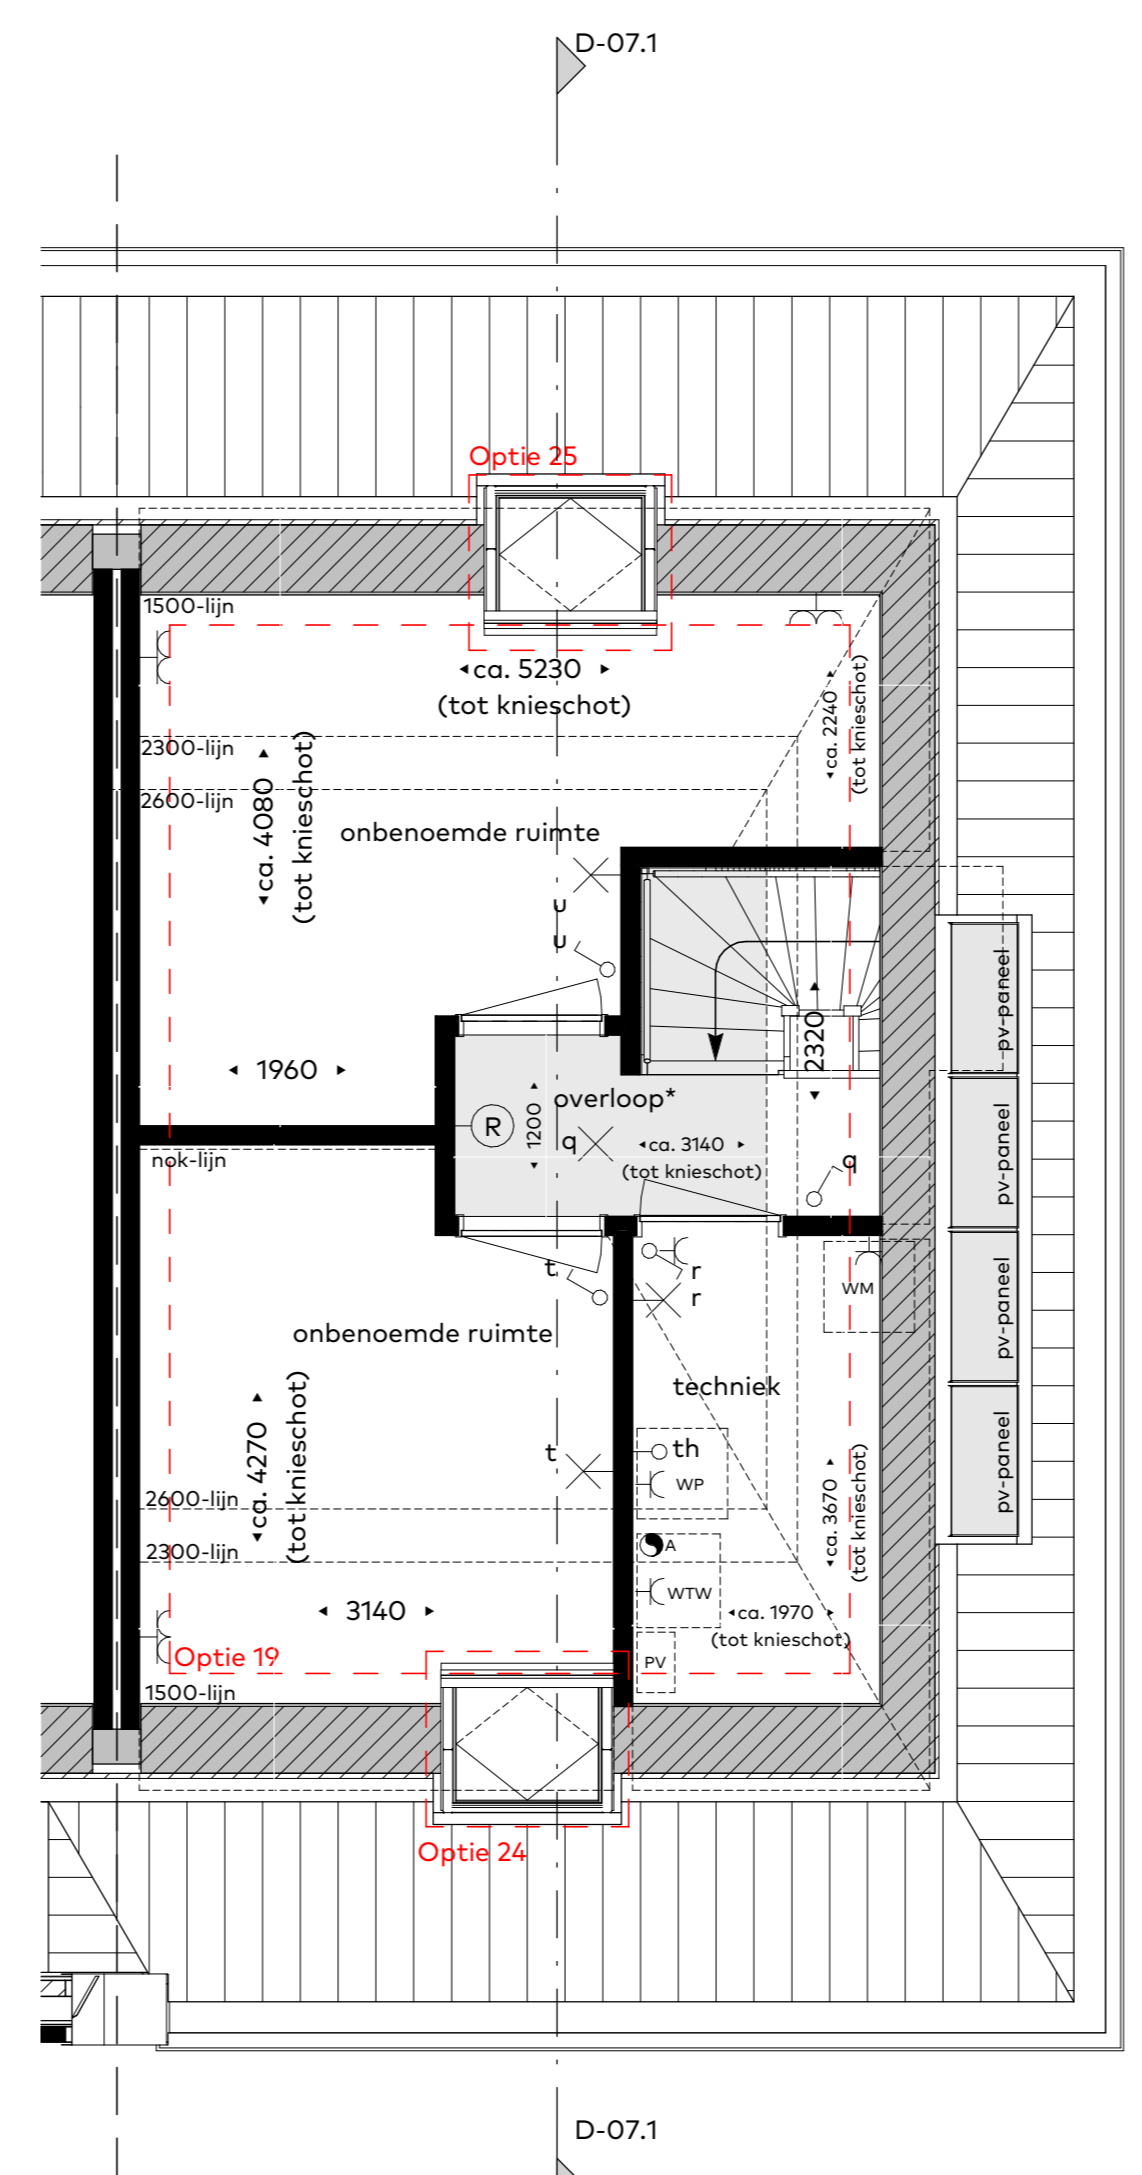 D-07.1
Optie 25
1500-lijn
ca. 5230
(tot knieschot)
ca. 2240
(tot knieschot)
2300-lijn
2600-lijn
ca. 4080
(tot knieschot)
onbenoemde ruimte
u
u
pv-paneel
2320
1960
overloop*
R
1200
q
ca. 3140
(tot knieschot)
q
pv-paneel
nok-lijn
t
r
r
WM
pv-paneel
onbenoemde ruimte
techniek
ca. 4270
(tot knieschot)
t
th
WP
pv-paneel
2600-lijn
2300-lijn
ca. 3670
(tot knieschot)
A
WTW
3140
ca. 1970
(tot knieschot)
Optie 19
PV
1500-lijn
Optie 24
D-07.1